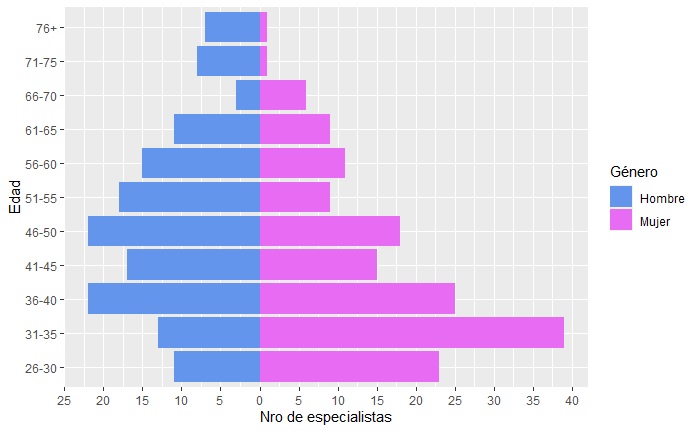 76+
71-75
66-70
61-65
56-60
51-55
46-50
41-45
36-40
31-35
26-30
Edad
25 20 15 10 5 0 5 10 15 20 25 30 35 40
Nro de especialistas
Género
Hombre
Mujer